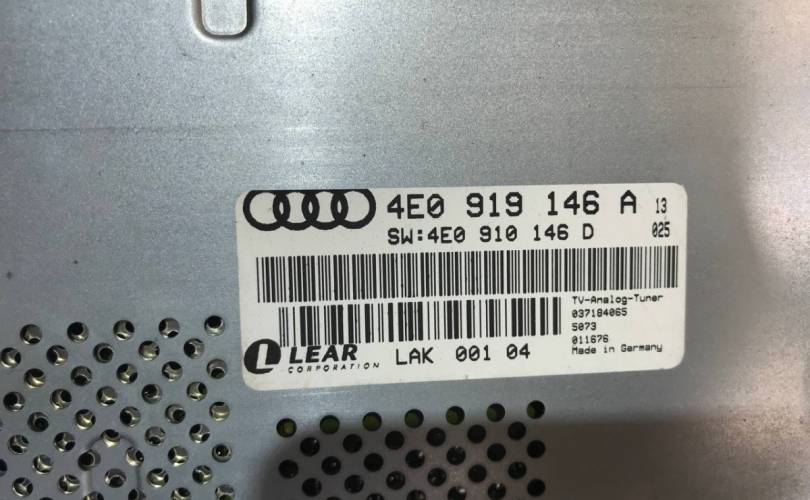 4E0 919 146 A 13
SW:4E0 910 146 D 025
TV-Analog-Tuner
037184065
5073
011676
Made in Germany
LEAR
CORPORATION
LAK 001 04